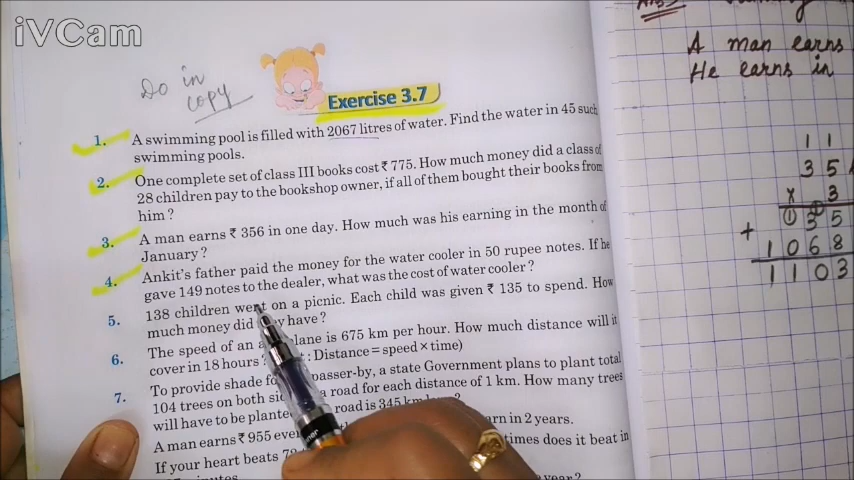 iVCam
Do in
copy
Exercise 3.7
1. A swimming pool is filled with 2067 litres of water. Find the water in 45 such
swimming pools.
2. One complete set of class III books cost ₹ 775. How much money did a class of
28 children pay to the bookshop owner, if all of them bought their books from
him ?
3. A man earns ₹ 356 in one day. How much was his earning in the month of
January ?
4. Ankit's father paid the money for the water cooler in 50 rupee notes. If he
gave 149 notes to the dealer, what was the cost of water cooler ?
5. 138 children went on a picnic. Each child was given ₹ 135 to spend. How
much money did have ?
6. The speed of an plane is 675 km per hour. How much distance will it
cover in 18 hours : Distance = speed × time)
7. To provide shade passer-by, a state Government plans to plant total
104 trees on both a road for each distance of 1 km. How many trees
will have to be plante road is 345 km
A man earns ₹ 955 in 2 years.
If your heart beats times does it beat in
minutes
year ?
A man earns
He earns in
1 1
3 5
x 3
1 1 3 5
+ 1 0 6 8
1 1 0 3